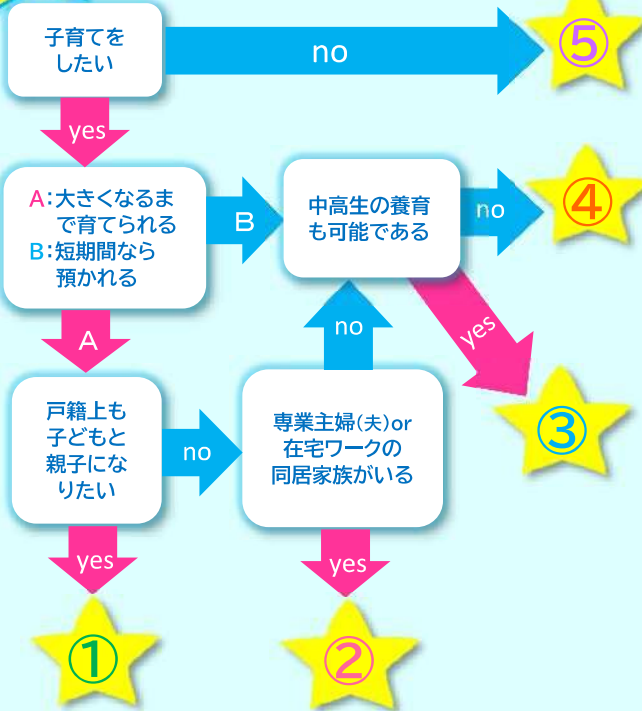 子育てを
したい
no
⑤
yes
A:大きくなるま
で育てられる
B:短期間なら
預かれる
B
中高生の養育
も可能である
no
④
A
no
yes
③
戸籍上も
子どもと
親子にな
りたい
no
専業主婦(夫)or
在宅ワークの
同居家族がいる
yes
yes
①
②